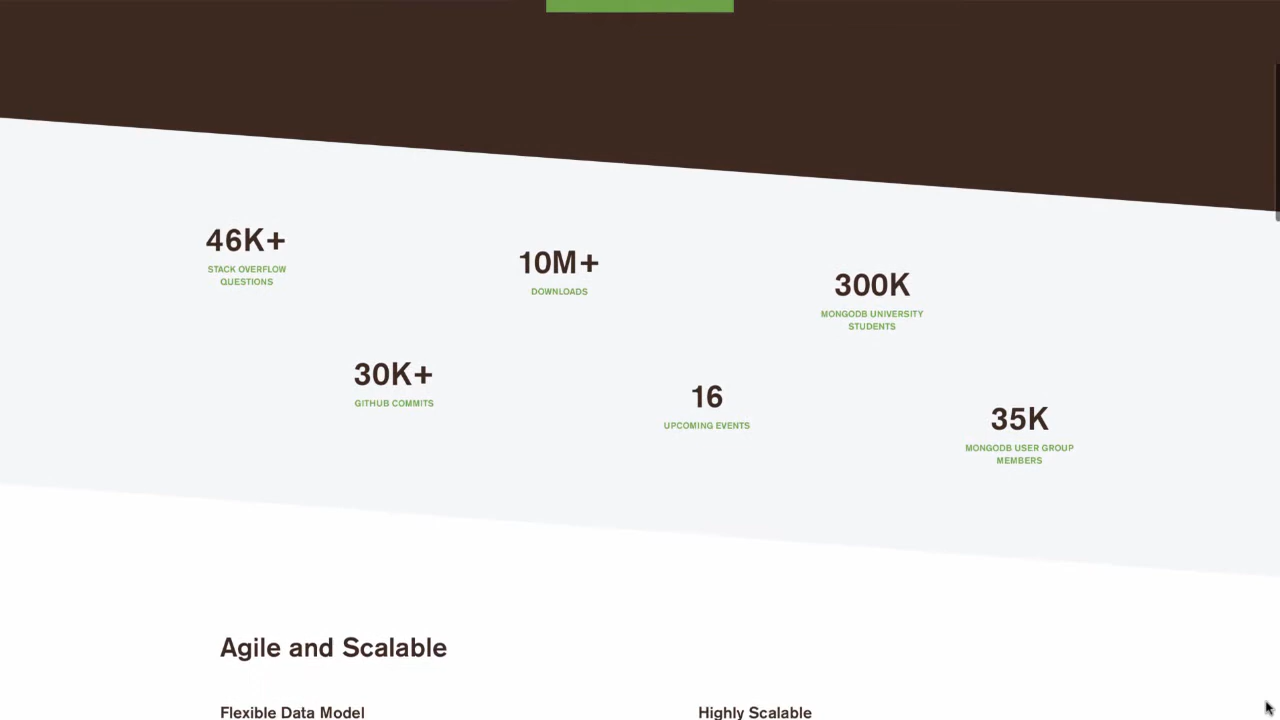 46K+
STACK OVERFLOW
QUESTIONS
10M+
DOWNLOADS
300K
MONGODB UNIVERSITY
STUDENTS
30K+
GITHUB COMMITS
16
UPCOMING EVENTS
35K
MONGODB USER GROUP
MEMBERS
Agile and Scalable
Flexible Data Model
Highly Scalable